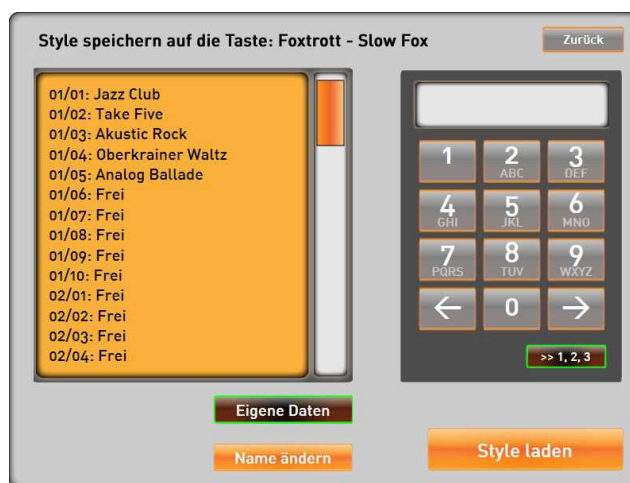 Style speichern auf die Taste: Foxtrott - Slow Fox
Zurück
01/01: Jazz Club
01/02: Take Five
01/03: Akustic Rock
01/04: Oberkrainer Waltz
01/05: Analog Ballade
01/06: Frei
01/07: Frei
01/08: Frei
01/09: Frei
01/10: Frei
02/01: Frei
02/02: Frei
02/03: Frei
02/04: Frei
1 2 3
ABC DEF
4 5 6
GHI JKL MNO
7 8 9
PQRS TUV WXYZ
← 0 →
>> 1, 2, 3
Eigene Daten
Name ändern
Style laden